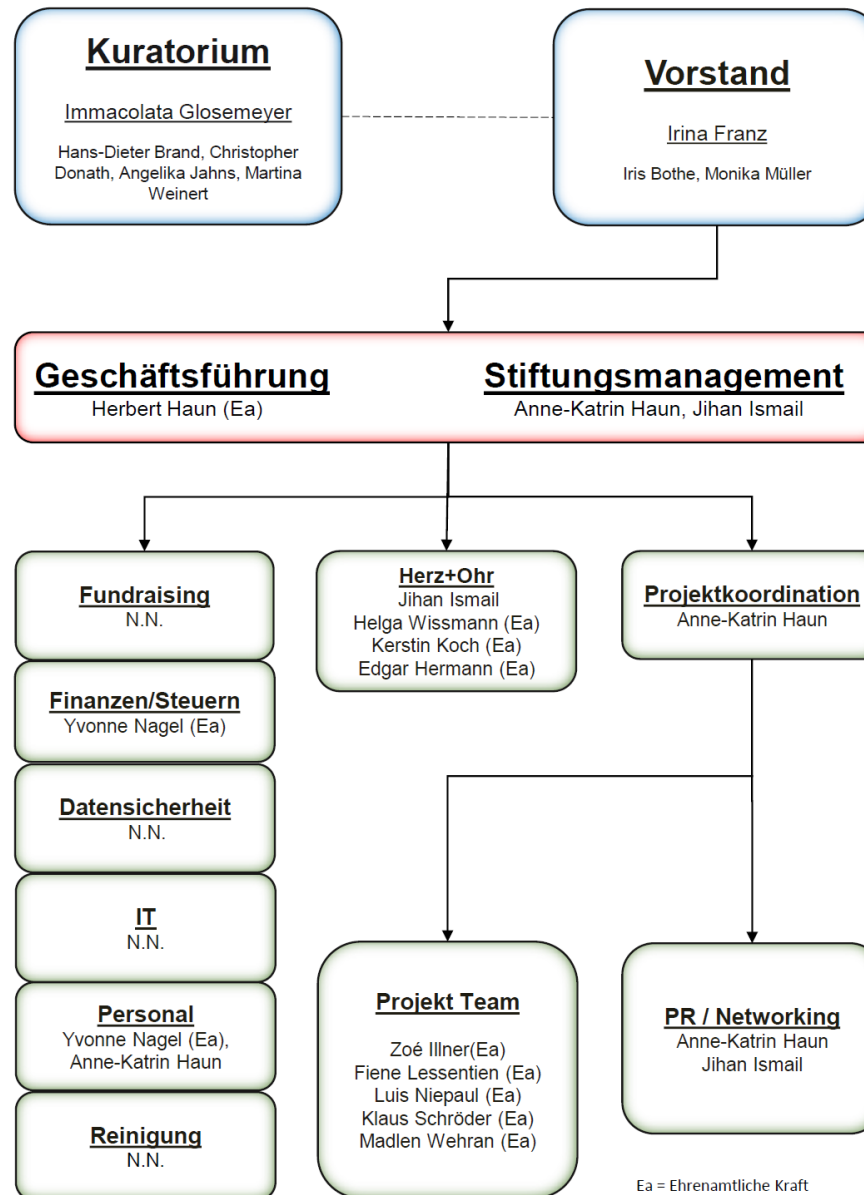 Kuratorium
Immacolata Glosemeyer
Hans-Dieter Brand, Christopher
Donath, Angelika Jahns, Martina
Weinert
Vorstand
Irina Franz
Iris Bothe, Monika Müller
Geschäftsführung
Herbert Haun (Ea)
Stiftungsmanagement
Anne-Katrin Haun, Jihan Ismail
Fundraising
N.N.
Finanzen/Steuern
Yvonne Nagel (Ea)
Datensicherheit
N.N.
IT
N.N.
Personal
Yvonne Nagel (Ea),
Anne-Katrin Haun
Reinigung
N.N.
Herz+Ohr
Jihan Ismail
Helga Wissmann (Ea)
Kerstin Koch (Ea)
Edgar Hermann (Ea)
Projektkoordination
Anne-Katrin Haun
Projekt Team
Zoé Illner(Ea)
Fiene Lessentien (Ea)
Luis Niepaul (Ea)
Klaus Schröder (Ea)
Madlen Wehran (Ea)
PR / Networking
Anne-Katrin Haun
Jihan Ismail
Ea = Ehrenamtliche Kraft